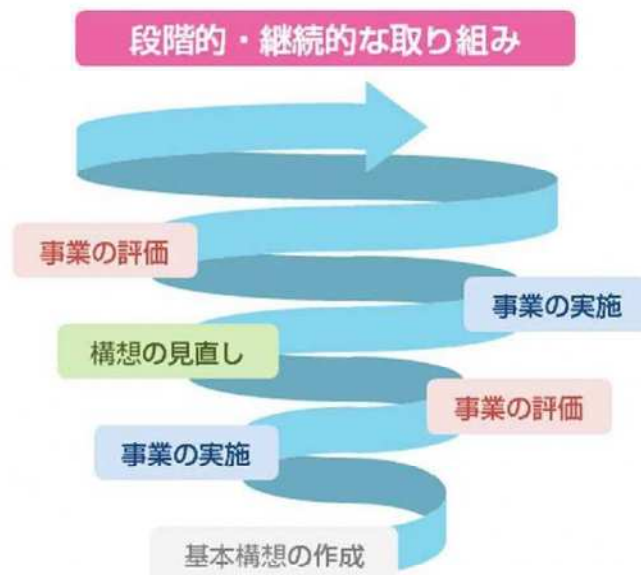 段階的・継続的な取り組み
事業の評価
事業の実施
構想の見直し
事業の評価
事業の実施
基本構想の作成